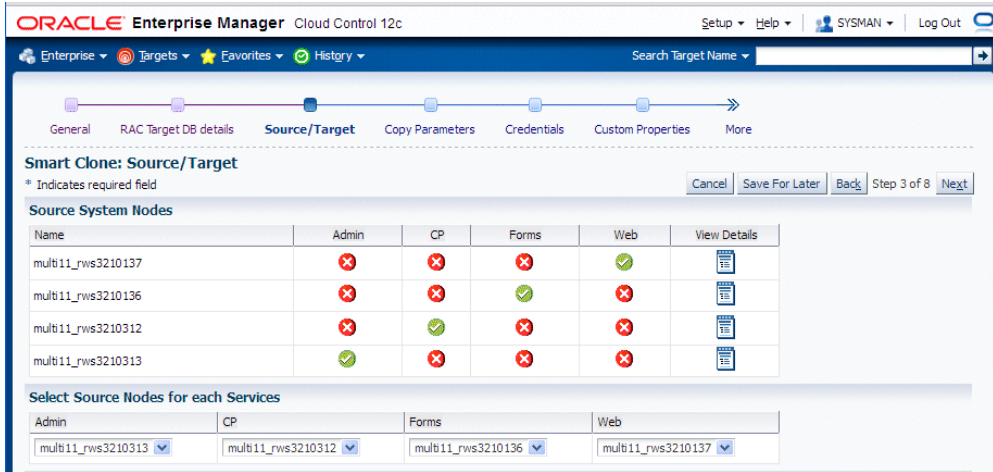 ORACLE Enterprise Manager Cloud Control 12c Setup Help SYSMAN Log Out
Enterprise Targets Favorites History Search Target Name
General RAC Target DB details Source/Target Copy Parameters Credentials Custom Properties More
Smart Clone: Source/Target
* Indicates required field Cancel Save For Later Back Step 3 of 8 Next
Source System Nodes
Name Admin CP Forms Web View Details
multi11_rws3210137
multi11_rws3210136
multi11_rws3210312
multi11_rws3210313
Select Source Nodes for each Services
Admin CP Forms Web
multi11_rws3210313 multi11_rws3210312 multi11_rws3210136 multi11_rws3210137